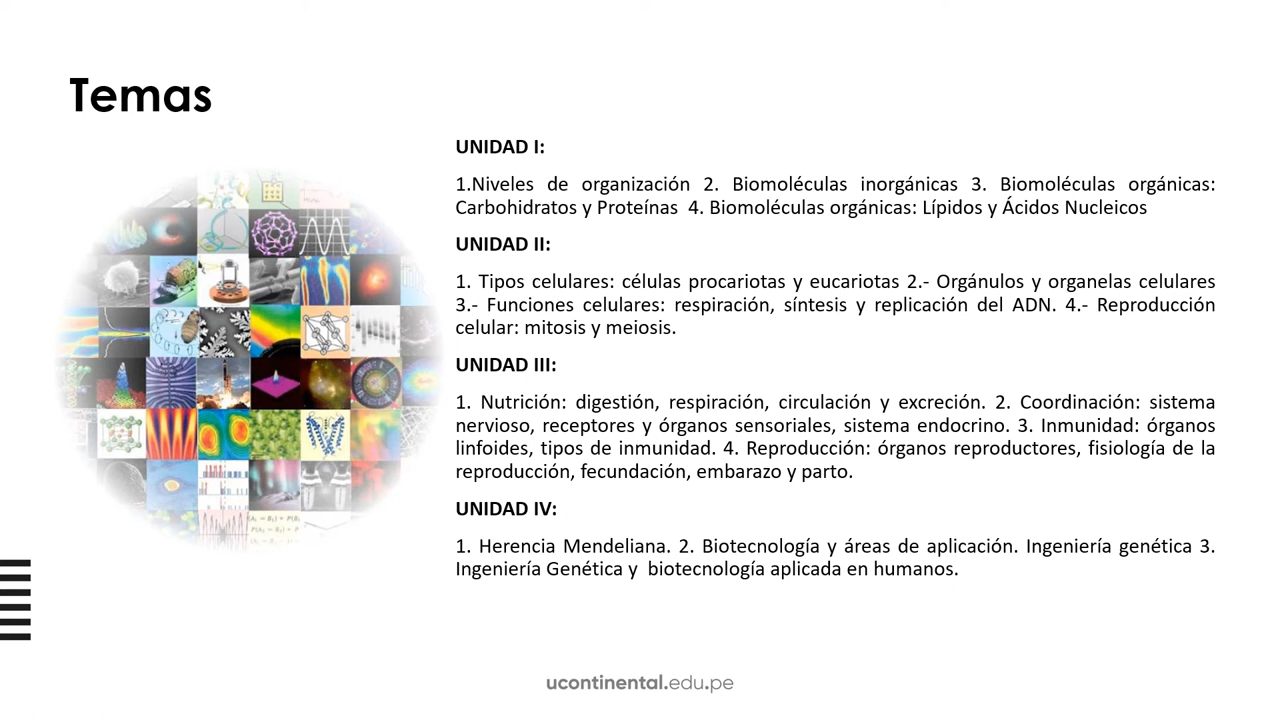 Temas
UNIDAD I:
1.Niveles de organización 2. Biomoléculas inorgánicas 3. Biomoléculas orgánicas:
Carbohidratos y Proteínas  4. Biomoléculas orgánicas: Lípidos y Ácidos Nucleicos
UNIDAD II:
1. Tipos celulares: células procariotas y eucariotas 2.- Orgánulos y organelas celulares
3.- Funciones celulares: respiración, síntesis y replicación del ADN. 4.- Reproducción
celular: mitosis y meiosis.
UNIDAD III:
1. Nutrición: digestión, respiración, circulación y excreción. 2. Coordinación: sistema
nervioso, receptores y órganos sensoriales, sistema endocrino. 3. Inmunidad: órganos
linfoides, tipos de inmunidad. 4. Reproducción: órganos reproductores, fisiología de la
reproducción, fecundación, embarazo y parto.
UNIDAD IV:
1. Herencia Mendeliana. 2. Biotecnología y áreas de aplicación. Ingeniería genética 3.
Ingeniería Genética y  biotecnología aplicada en humanos.
ucontinental.edu.pe